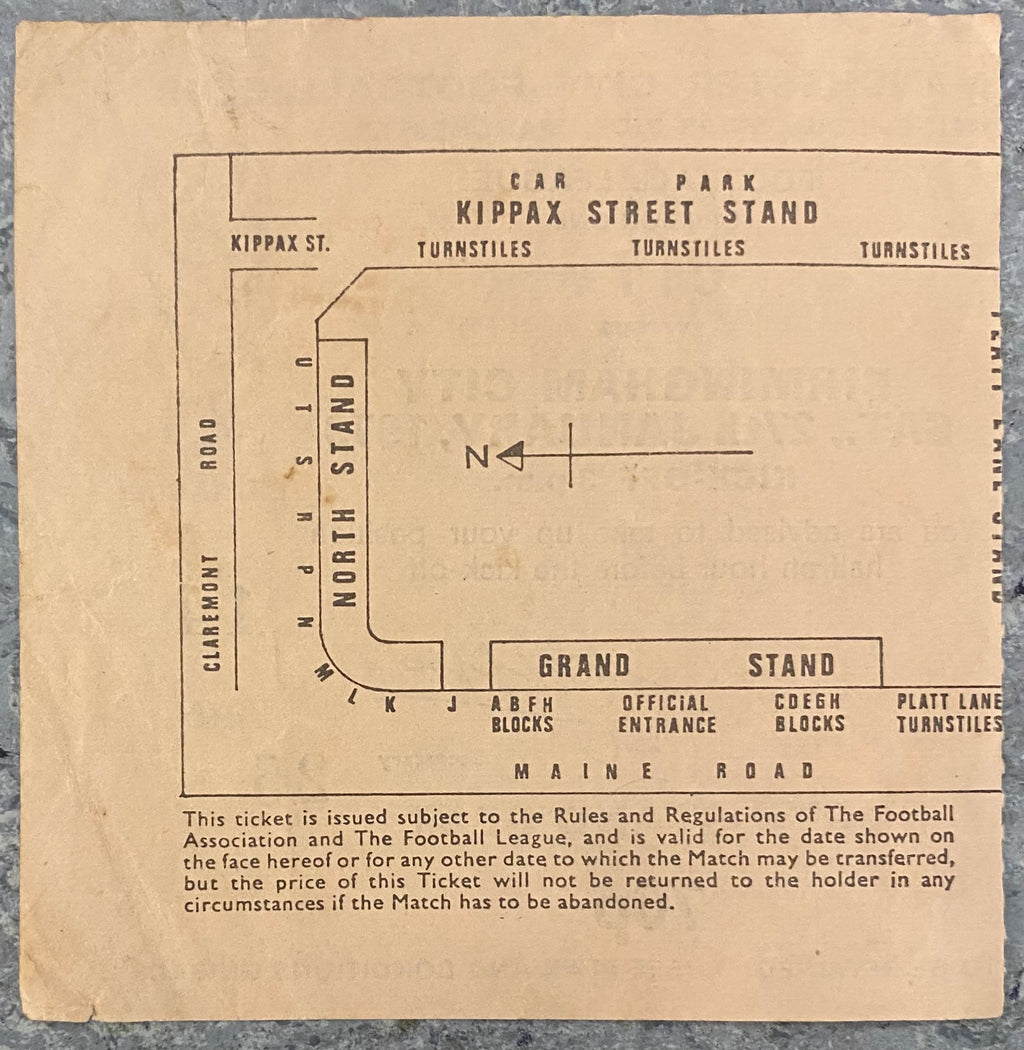 CAR PARK
KIPPAX STREET STAND
KIPPAX ST.
TURNSTILES TURNSTILES TURNSTILES
U T S R P N M L K J
NORTH STAND
N
CLAREMONT ROAD
PLATT LANE STAND
GRAND STAND
A B F H
BLOCKS
OFFICIAL
ENTRANCE
CDEGH
BLOCKS
PLATT LANE
TURNSTILES
MAINE ROAD
This ticket is issued subject to the Rules and Regulations of The Football
Association and The Football League, and is valid for the date shown on
the face hereof or for any other date to which the Match may be transferred,
but the price of this Ticket will not be returned to the holder in any
circumstances if the Match has to be abandoned.